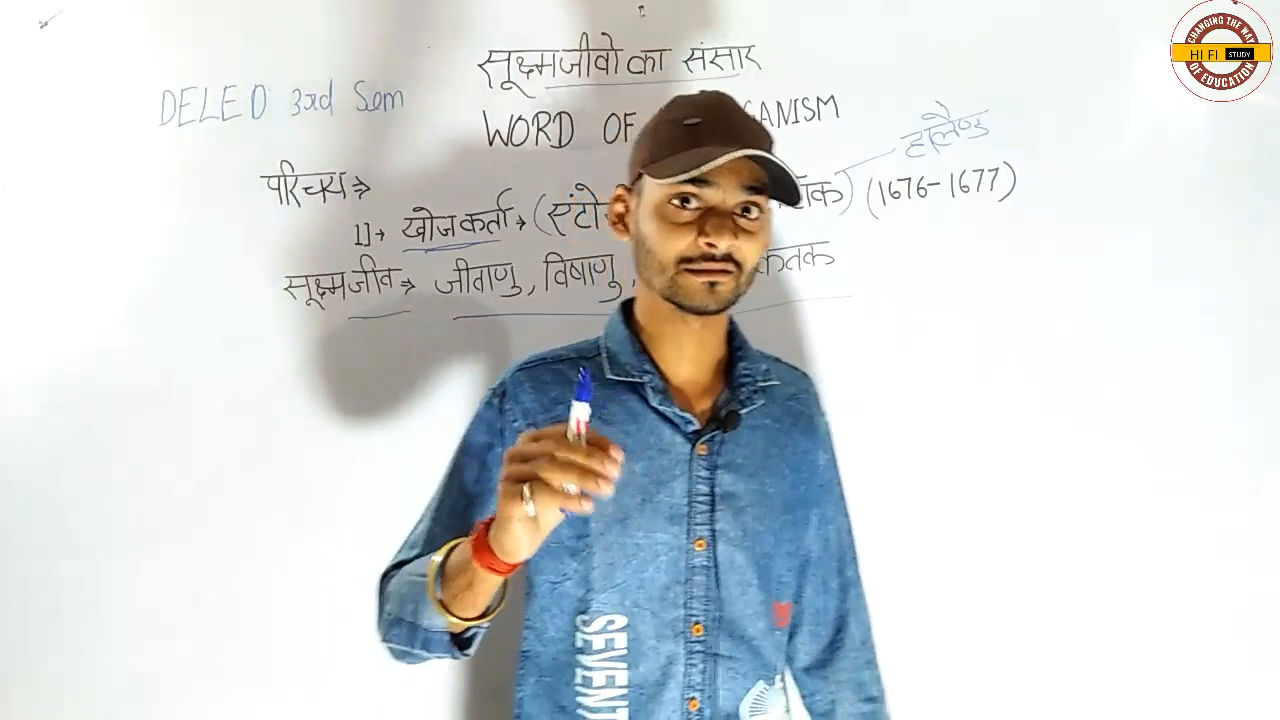 सूक्ष्मजीवो का संसार
DELED 3rd Sem
WORD OF ANISM
हालैण्ड
परिचय⇒
1]→ खोजकर्ता → (एंटो क) (1676-1677)
सूक्ष्मजीव⇒ जीवाणु, विषाणु,
SEVENT
CHANGING THE WAY
HI FI STUDY
OF EDUCATION